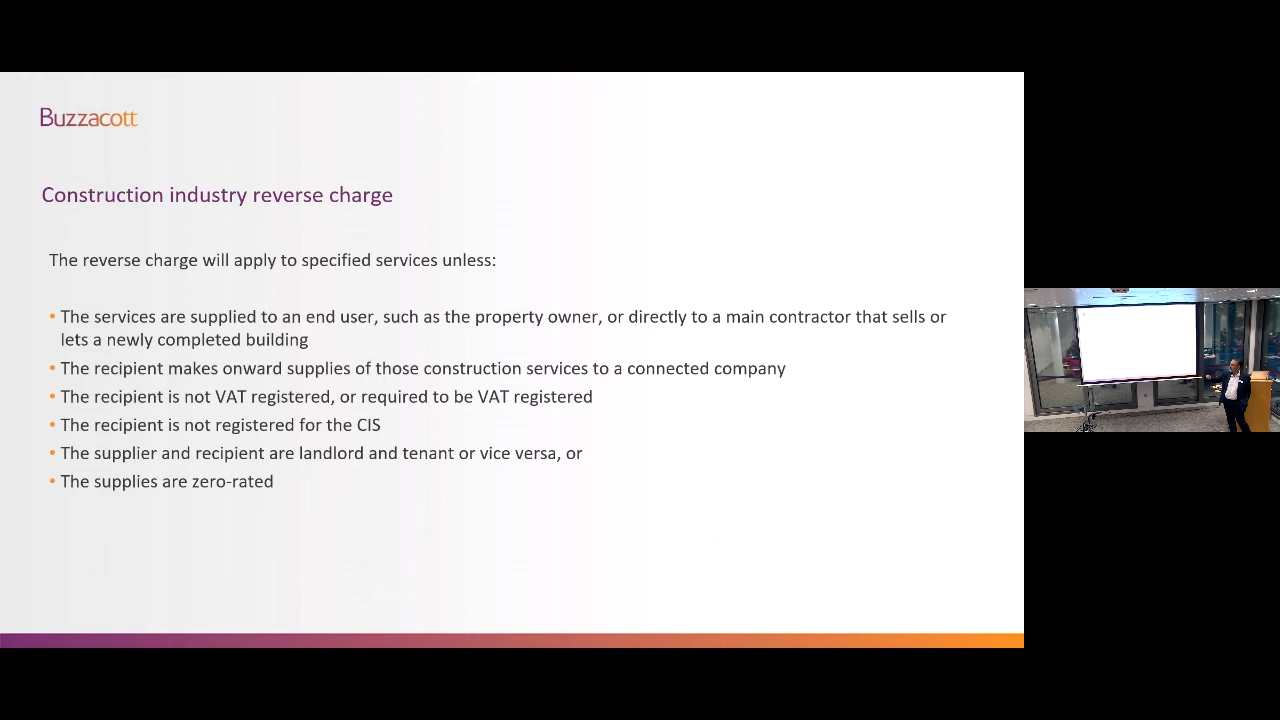 Buzzacott
Construction industry reverse charge
The reverse charge will apply to specified services unless:
• The services are supplied to an end user, such as the property owner, or directly to a main contractor that sells or
lets a newly completed building
• The recipient makes onward supplies of those construction services to a connected company
• The recipient is not VAT registered, or required to be VAT registered
• The recipient is not registered for the CIS
• The supplier and recipient are landlord and tenant or vice versa, or
• The supplies are zero-rated